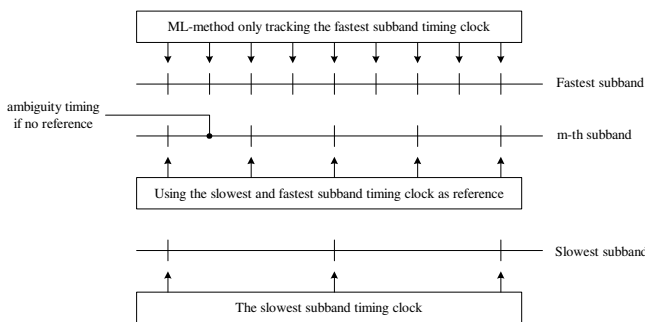 ML-method only tracking the fastest subband timing clock
Fastest subband
ambiguity timing
if no reference
m-th subband
Using the slowest and fastest subband timing clock as reference
Slowest subband
The slowest subband timing clock